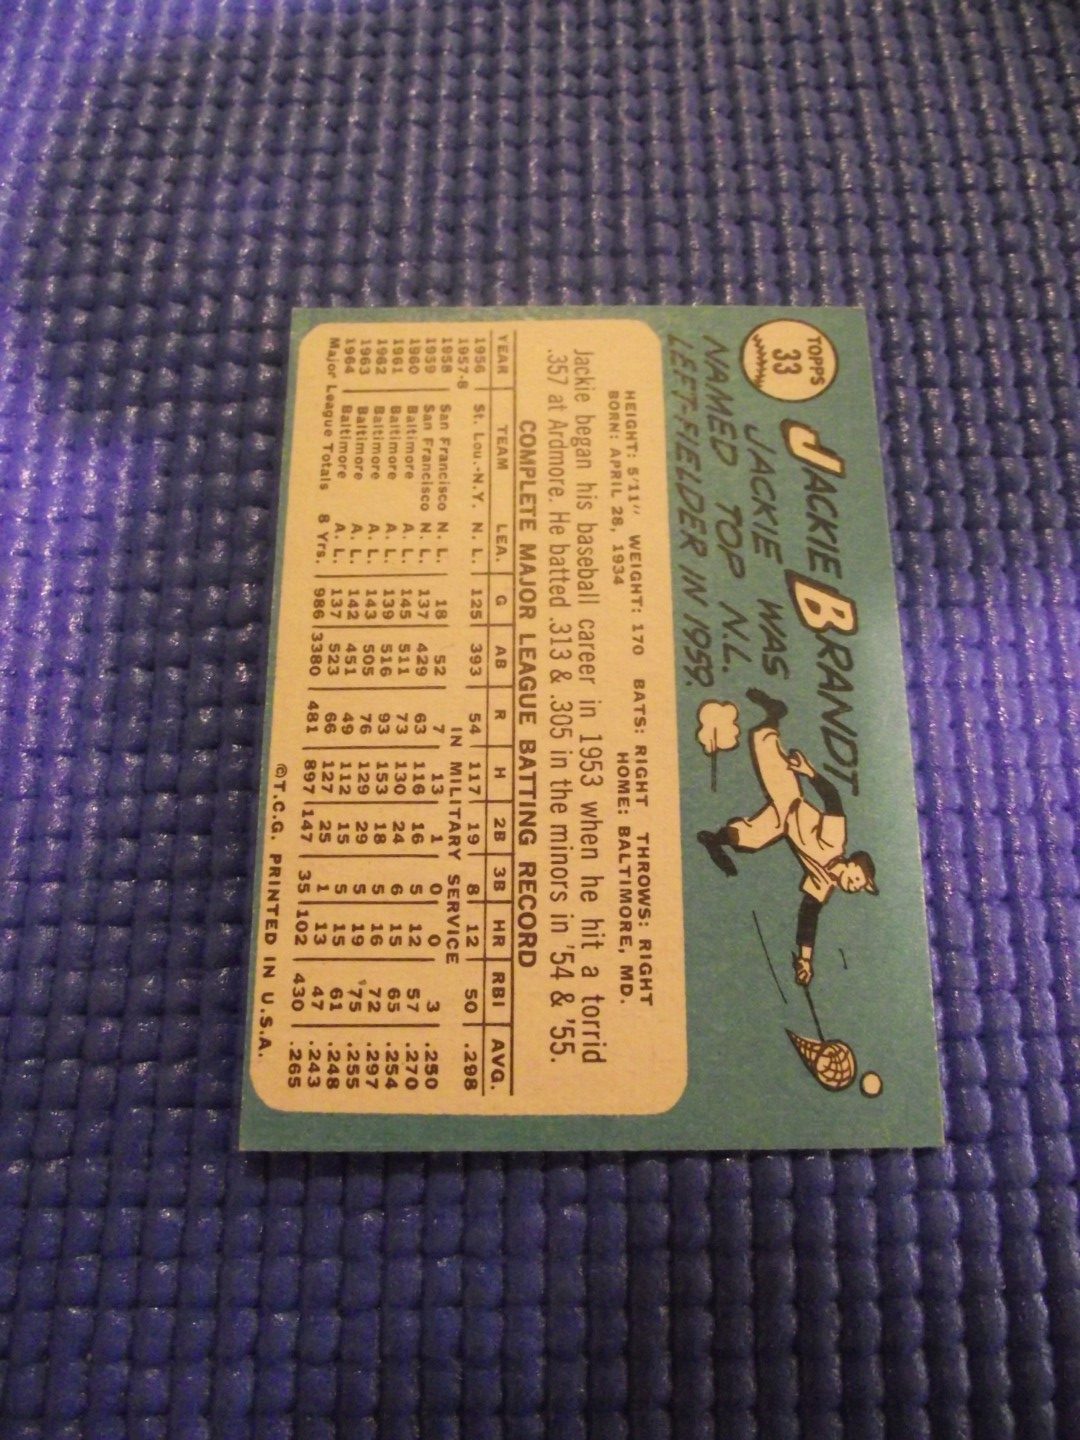 TOPPS
33
JACKIE BRANDT
JACKIE WAS
NAMED TOP N.L.
LEFT-FIELDER IN 1959.
HEIGHT: 5'11" WEIGHT: 170 BATS: RIGHT THROWS: RIGHT
BORN: APRIL 28, 1934 HOME: BALTIMORE, MD.
Jackie began his baseball career in 1953 when he hit a torrid
.357 at Ardmore. He batted .313 & .305 in the minors in '54 & '55.
COMPLETE MAJOR LEAGUE BATTING RECORD
YEAR TEAM LEA. G AB R H 2B 3B HR RBI AVG.
1956 St. Lou.-N.Y. N. L. 125 393 54 117 19 8 12 50 .298
1957-8 IN MILITARY SERVICE
1958 San Francisco N. L. 18 52 7 13 1 0 0 3 .250
1959 San Francisco N. L. 137 429 63 116 16 5 12 57 .270
1960 Baltimore A. L. 145 511 73 130 24 6 15 65 .254
1961 Baltimore A. L. 139 516 93 153 18 5 16 72 .297
1962 Baltimore A. L. 143 505 76 129 29 5 19 75 .255
1963 Baltimore A. L. 142 451 49 112 15 5 15 61 .248
1964 Baltimore A. L. 137 523 66 127 25 1 13 47 .243
Major League Totals 8 Yrs. 986 3380 481 897 147 35 102 430 .265
©T.C.G. PRINTED IN U.S.A.